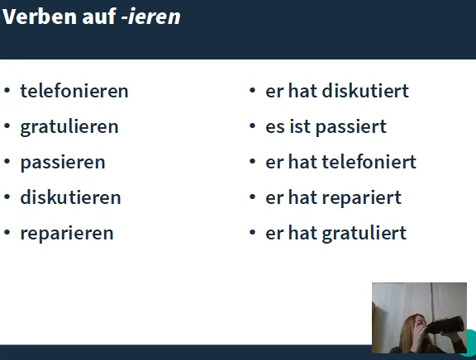 Verben auf -ieren
• telefonieren
• gratulieren
• passieren
• diskutieren
• reparieren
• er hat diskutiert
• es ist passiert
• er hat telefoniert
• er hat repariert
• er hat gratuliert